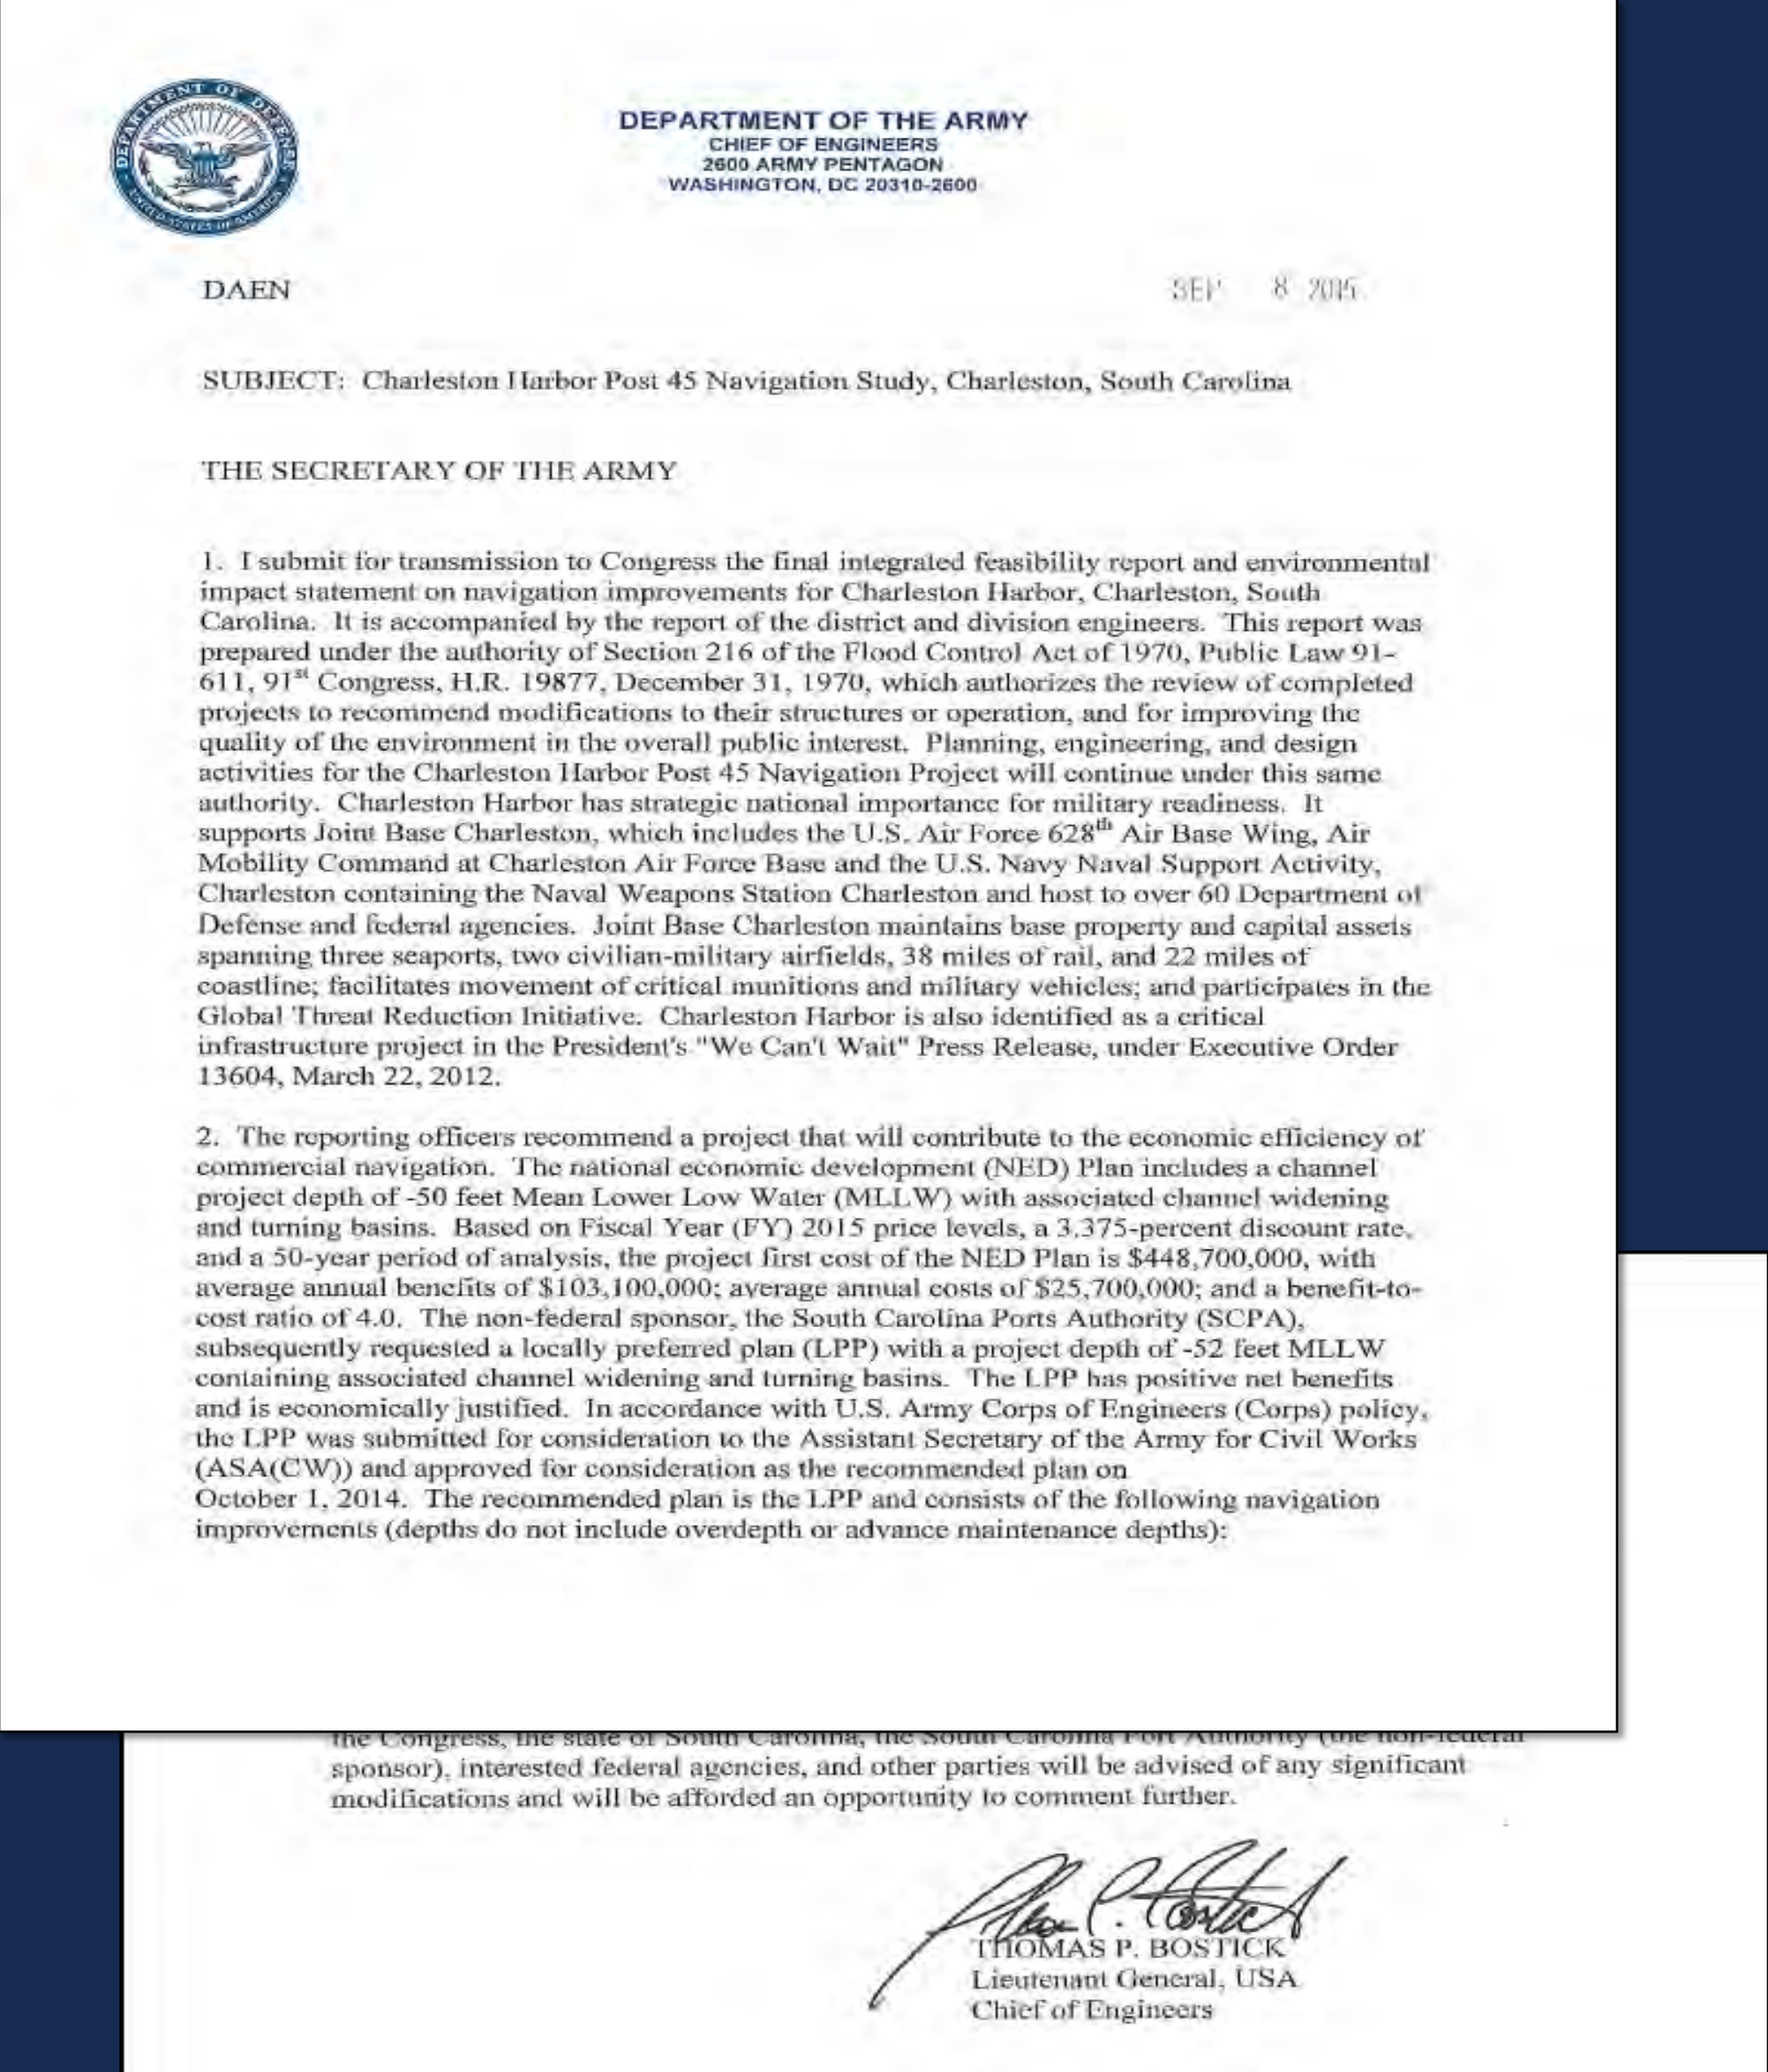 DEPARTMENT OF DEFENSE
UNITED STATES OF AMERICA
DEPARTMENT OF THE ARMY
CHIEF OF ENGINEERS
2600 ARMY PENTAGON
WASHINGTON, DC 20310-2600
DAEN
SEP 8 2015
SUBJECT: Charleston Harbor Post 45 Navigation Study, Charleston, South Carolina
THE SECRETARY OF THE ARMY
1. I submit for transmission to Congress the final integrated feasibility report and environmental
impact statement on navigation improvements for Charleston Harbor, Charleston, South
Carolina. It is accompanied by the report of the district and division engineers. This report was
prepared under the authority of Section 216 of the Flood Control Act of 1970, Public Law 91-
611, 91st Congress, H.R. 19877, December 31, 1970, which authorizes the review of completed
projects to recommend modifications to their structures or operation, and for improving the
quality of the environment in the overall public interest. Planning, engineering, and design
activities for the Charleston Harbor Post 45 Navigation Project will continue under this same
authority. Charleston Harbor has strategic national importance for military readiness. It
supports Joint Base Charleston, which includes the U.S. Air Force 628th Air Base Wing, Air
Mobility Command at Charleston Air Force Base and the U.S. Navy Naval Support Activity,
Charleston containing the Naval Weapons Station Charleston and host to over 60 Department of
Defense and federal agencies. Joint Base Charleston maintains base property and capital assets
spanning three seaports, two civilian-military airfields, 38 miles of rail, and 22 miles of
coastline; facilitates movement of critical munitions and military vehicles; and participates in the
Global Threat Reduction Initiative. Charleston Harbor is also identified as a critical
infrastructure project in the President's "We Can't Wait" Press Release, under Executive Order
13604, March 22, 2012.
2. The reporting officers recommend a project that will contribute to the economic efficiency of
commercial navigation. The national economic development (NED) Plan includes a channel
project depth of -50 feet Mean Lower Low Water (MLLW) with associated channel widening
and turning basins. Based on Fiscal Year (FY) 2015 price levels, a 3.375-percent discount rate,
and a 50-year period of analysis, the project first cost of the NED Plan is $448,700,000, with
average annual benefits of $103,100,000; average annual costs of $25,700,000; and a benefit-to-
cost ratio of 4.0. The non-federal sponsor, the South Carolina Ports Authority (SCPA),
subsequently requested a locally preferred plan (LPP) with a project depth of -52 feet MLLW
containing associated channel widening and turning basins. The LPP has positive net benefits
and is economically justified. In accordance with U.S. Army Corps of Engineers (Corps) policy,
the LPP was submitted for consideration to the Assistant Secretary of the Army for Civil Works
(ASA(CW)) and approved for consideration as the recommended plan on
October 1, 2014. The recommended plan is the LPP and consists of the following navigation
improvements (depths do not include overdepth or advance maintenance depths):
the Congress, the state of South Carolina, the South Carolina Port Authority (the non-federal
sponsor), interested federal agencies, and other parties will be advised of any significant
modifications and will be afforded an opportunity to comment further.
THOMAS P. BOSTICK
Lieutenant General, USA
Chief of Engineers